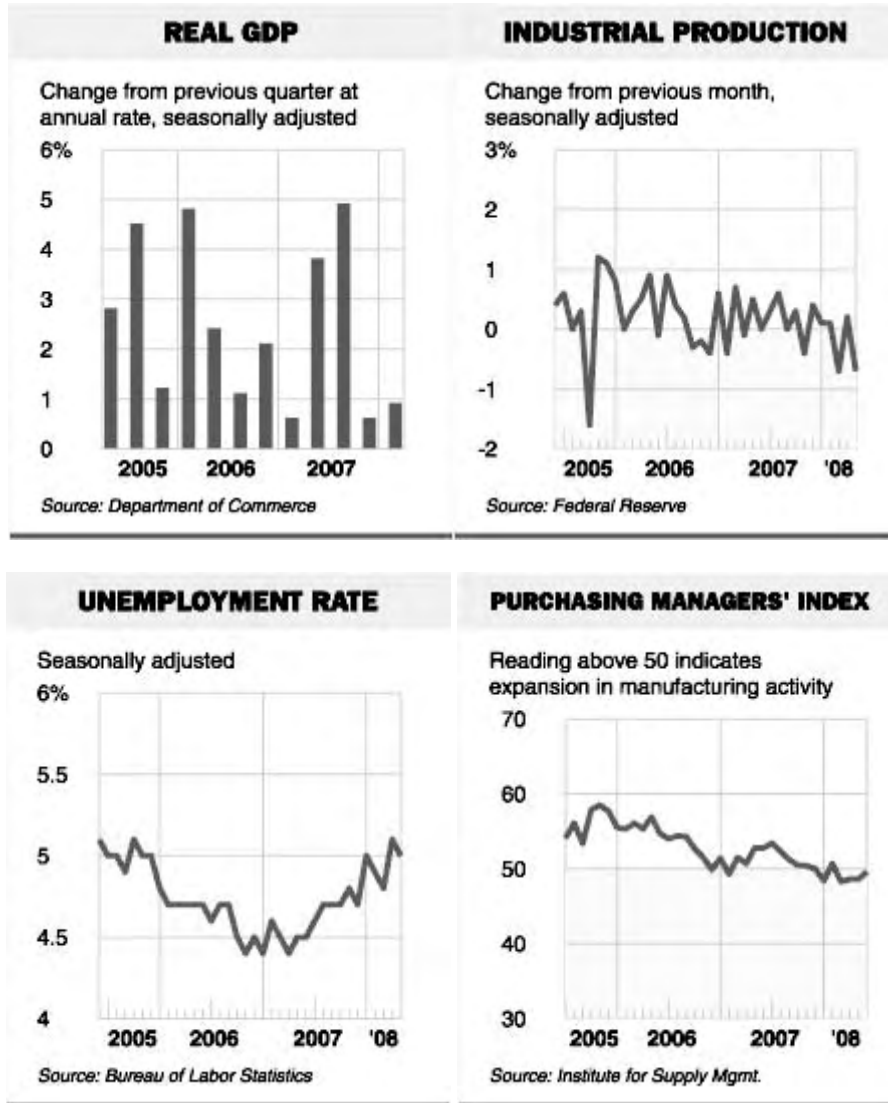 REAL GDP
Change from previous quarter at
annual rate, seasonally adjusted
6%
5
4
3
2
1
0
2005 2006 2007
Source: Department of Commerce
INDUSTRIAL PRODUCTION
Change from previous month,
seasonally adjusted
3%
2
1
0
-1
-2
2005 2006 2007 '08
Source: Federal Reserve
UNEMPLOYMENT RATE
Seasonally adjusted
6%
5.5
5
4.5
4
2005 2006 2007 '08
Source: Bureau of Labor Statistics
PURCHASING MANAGERS' INDEX
Reading above 50 indicates
expansion in manufacturing activity
70
60
50
40
30
2005 2006 2007 '08
Source: Institute for Supply Mgmt.